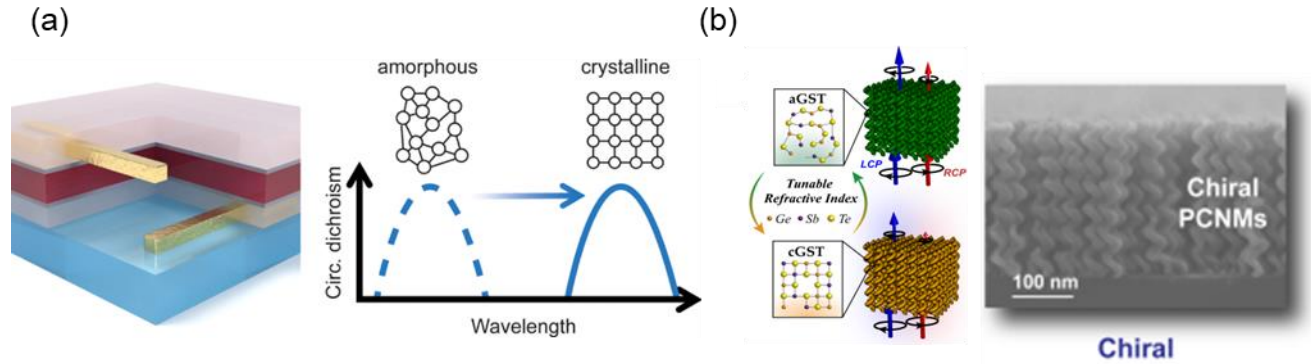 (a)
amorphous
crystalline
Circ. dichroism
Wavelength
(b)
aGST
LCP
RCP
Tunable
Refractive Index
Ge Sb Te
cGST
Chiral
PCNMs
100 nm
Chiral